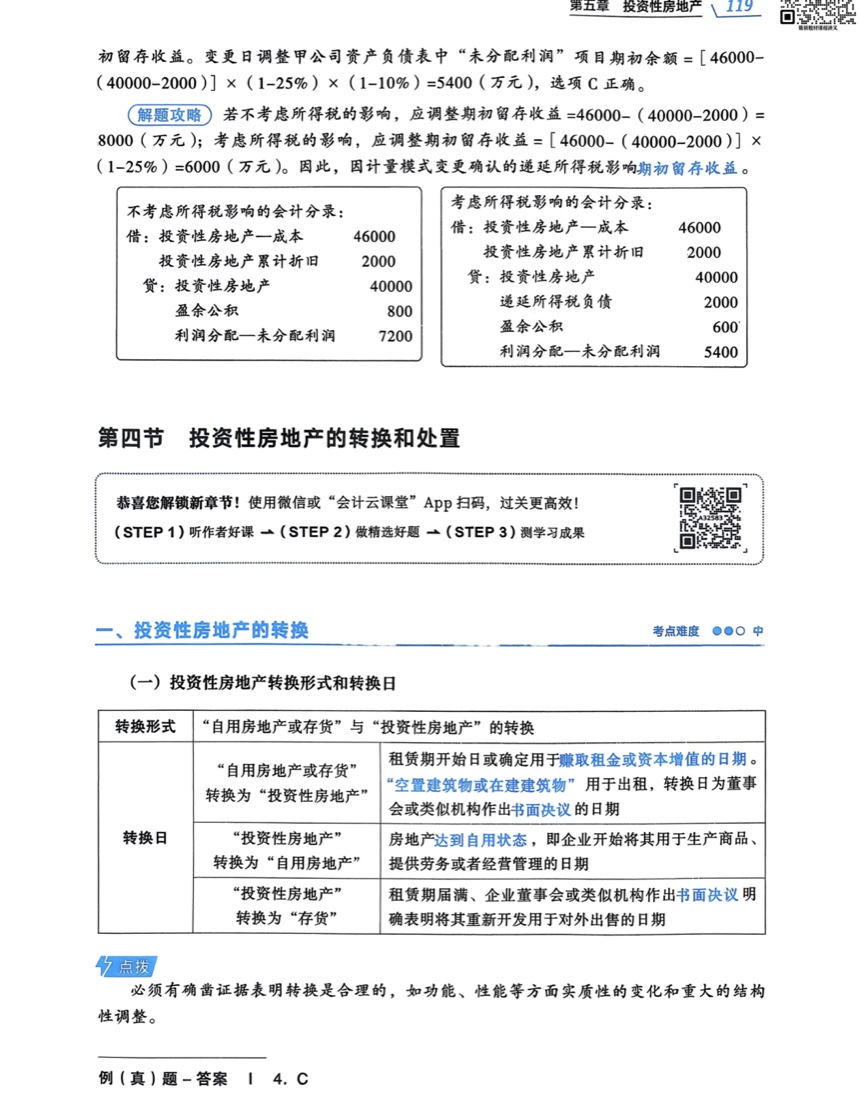 第五章 投资性房地产 119
初留存收益。变更日调整甲公司资产负债表中“未分配利润”项目期初余额=［46000-
（40000-2000）］×（1-25%）×（1-10%）=5400（万元），选项C正确。
解题攻略 若不考虑所得税的影响，应调整期初留存收益=46000-（40000-2000）=
8000（万元）；考虑所得税的影响，应调整期初留存收益=［46000-（40000-2000）］×
（1-25%）=6000（万元）。因此，因计量模式变更确认的递延所得税影响期初留存收益。
不考虑所得税影响的会计分录：
借：投资性房地产—成本 46000
投资性房地产累计折旧 2000
贷：投资性房地产 40000
盈余公积 800
利润分配—未分配利润 7200
考虑所得税影响的会计分录：
借：投资性房地产—成本 46000
投资性房地产累计折旧 2000
贷：投资性房地产 40000
递延所得税负债 2000
盈余公积 600
利润分配—未分配利润 5400
第四节 投资性房地产的转换和处置
恭喜您解锁新章节！使用微信或“会计云课堂”App扫码，过关更高效！
（STEP 1）听作者好课 ⇀（STEP 2）做精选好题 ⇀（STEP 3）测学习成果
一、投资性房地产的转换 考点难度 ●●○ 中
（一）投资性房地产转换形式和转换日
转换形式 “自用房地产或存货”与“投资性房地产”的转换
转换日
“自用房地产或存货”
转换为“投资性房地产”
租赁期开始日或确定用于赚取租金或资本增值的日期。
“空置建筑物或在建建筑物”用于出租，转换日为董事
会或类似机构作出书面决议的日期
“投资性房地产”
转换为“自用房地产”
房地产达到自用状态，即企业开始将其用于生产商品、
提供劳务或者经营管理的日期
“投资性房地产”
转换为“存货”
租赁期届满、企业董事会或类似机构作出书面决议明
确表明将其重新开发用于对外出售的日期
点拨
必须有确凿证据表明转换是合理的，如功能、性能等方面实质性的变化和重大的结构
性调整。
例（真）题－答案 | 4. C